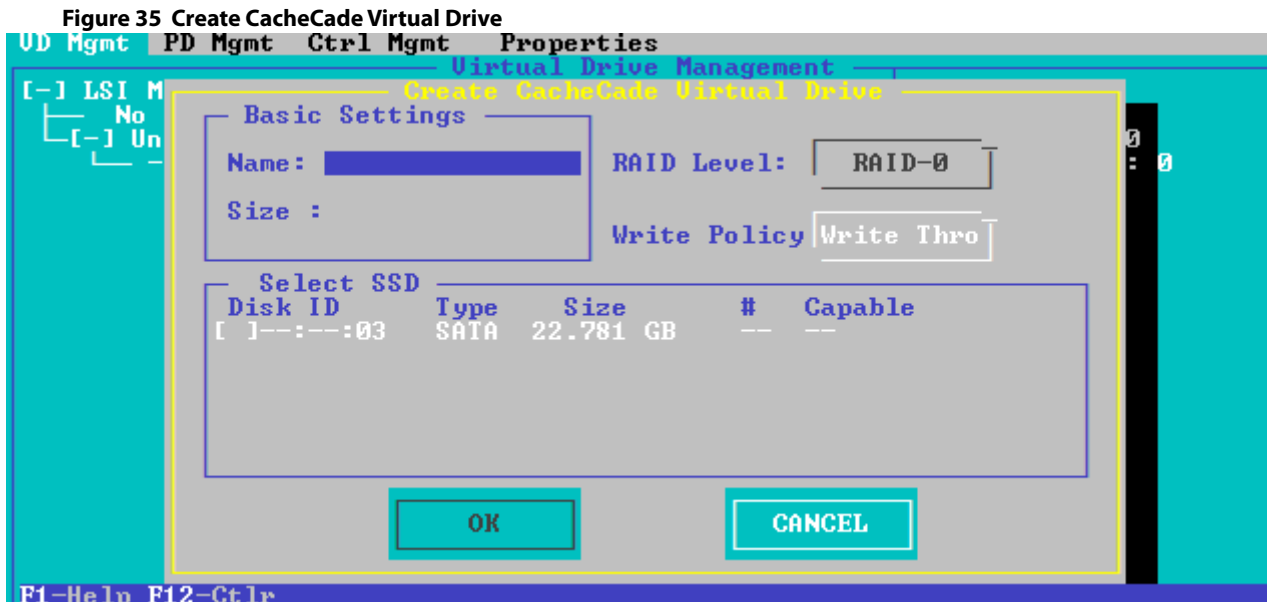 Figure 35 Create CacheCade Virtual Drive
VD Mgmt PD Mgmt Ctrl Mgmt Properties
Virtual Drive Management
[-] LSI M
Create CacheCade Virtual Drive
No
[-] Un
Basic Settings
Name:
RAID Level: RAID-0
0
: 0
Size :
Write Policy Write Thro
Select SSD
Disk ID Type Size # Capable
[ ]--:--:03 SATA 22.781 GB -- --
OK CANCEL
F1-Help F12-Ctlr